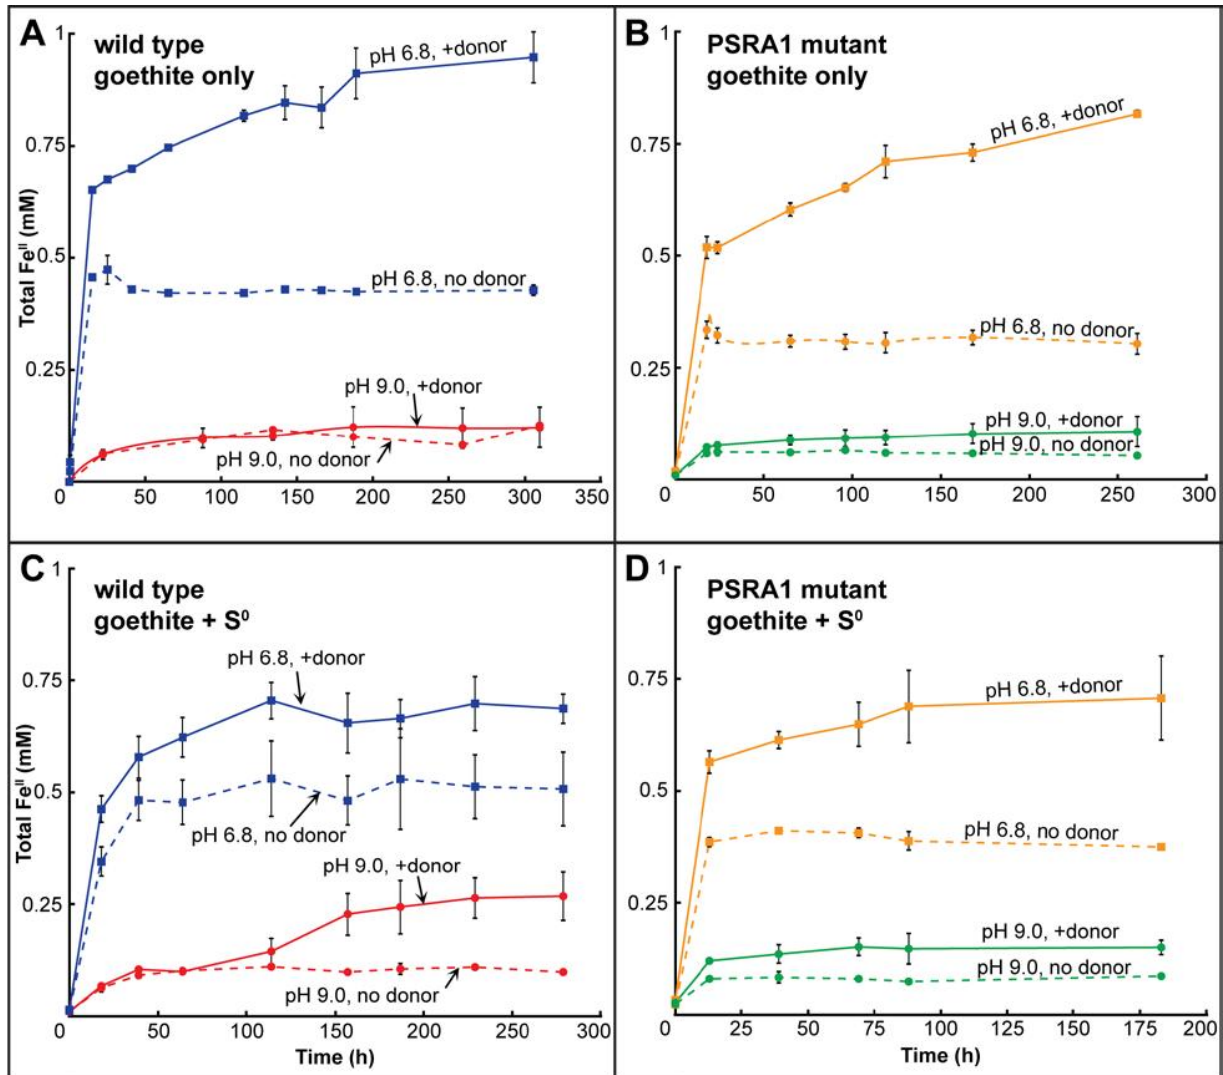 A
wild type
goethite only
pH 6.8, +donor
pH 6.8, no donor
pH 9.0, +donor
pH 9.0, no donor
Total Fe^II (mM)
1
0.75
0.5
0.25
0 50 100 150 200 250 300 350
B
PSRA1 mutant
goethite only
pH 6.8, +donor
pH 6.8, no donor
pH 9.0, +donor
pH 9.0, no donor
1
0.75
0.5
0.25
0 50 100 150 200 250 300
C
wild type
goethite + S⁰
pH 6.8, +donor
pH 6.8, no donor
pH 9.0, +donor
pH 9.0, no donor
Total Fe^II (mM)
1
0.75
0.5
0.25
0 50 100 150 200 250 300
Time (h)
D
PSRA1 mutant
goethite + S⁰
pH 6.8, +donor
pH 6.8, no donor
pH 9.0, +donor
pH 9.0, no donor
1
0.75
0.5
0.25
0 25 50 75 100 125 150 175 200
Time (h)